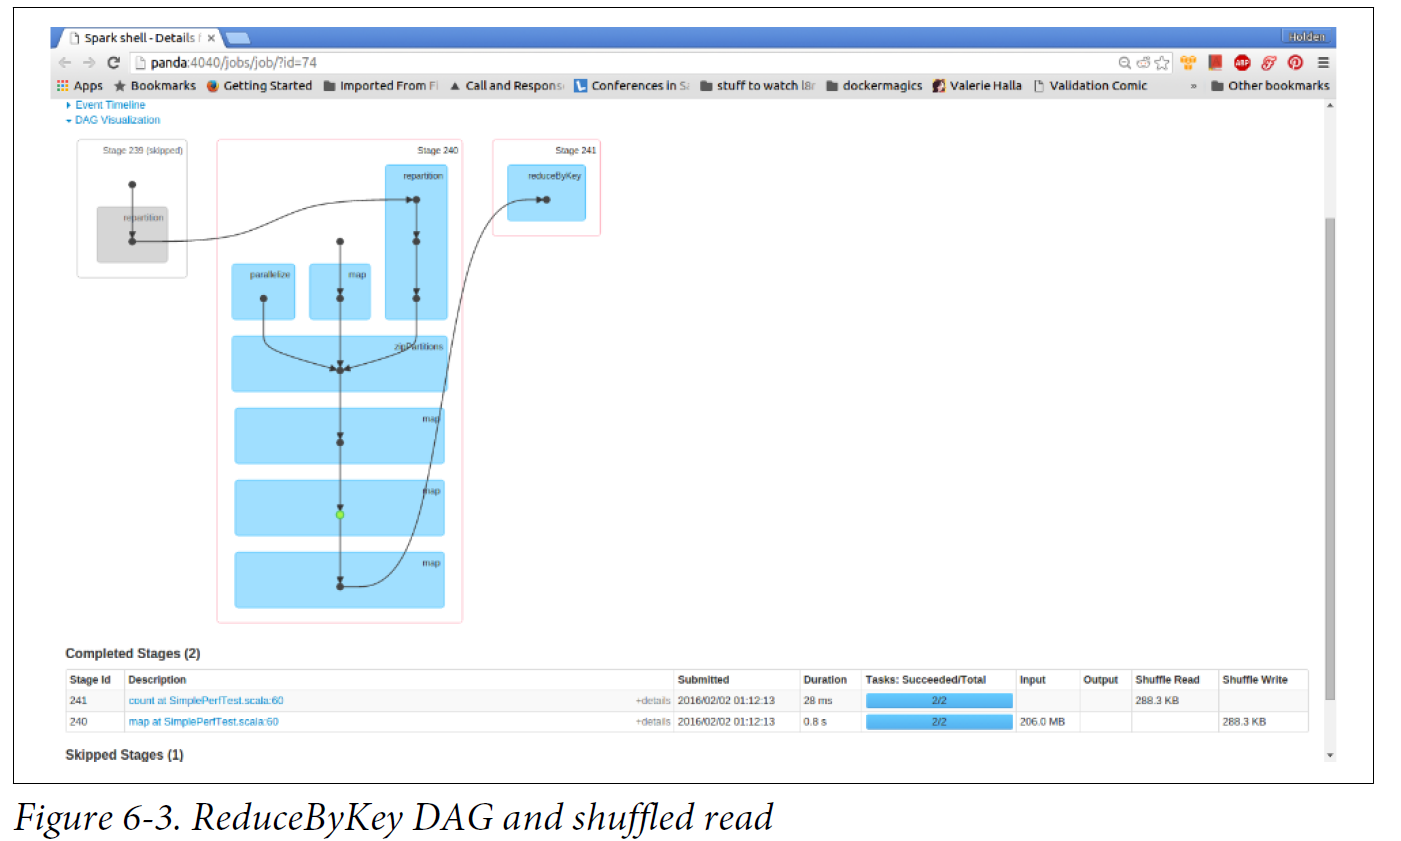 Spark shell - Details f ×
Holden
panda:4040/jobs/job/?id=74
ABP
Apps Bookmarks Getting Started Imported From Fi Call and Respons Conferences in Sa stuff to watch l8r dockermagics Valerie Halla Validation Comic » Other bookmarks
Event Timeline
DAG Visualization
Stage 239 (skipped)
repartition
Stage 240
repartition
parallelize
map
zipPartitions
map
map
map
Stage 241
reduceByKey
Completed Stages (2)
Stage Id Description Submitted Duration Tasks: Succeeded/Total Input Output Shuffle Read Shuffle Write
241 count at SimplePerfTest.scala:60 +details 2016/02/02 01:12:13 28 ms 2/2 288.3 KB
240 map at SimplePerfTest.scala:60 +details 2016/02/02 01:12:13 0.8 s 2/2 206.0 MB 288.3 KB
Skipped Stages (1)
Figure 6-3. ReduceByKey DAG and shuffled read